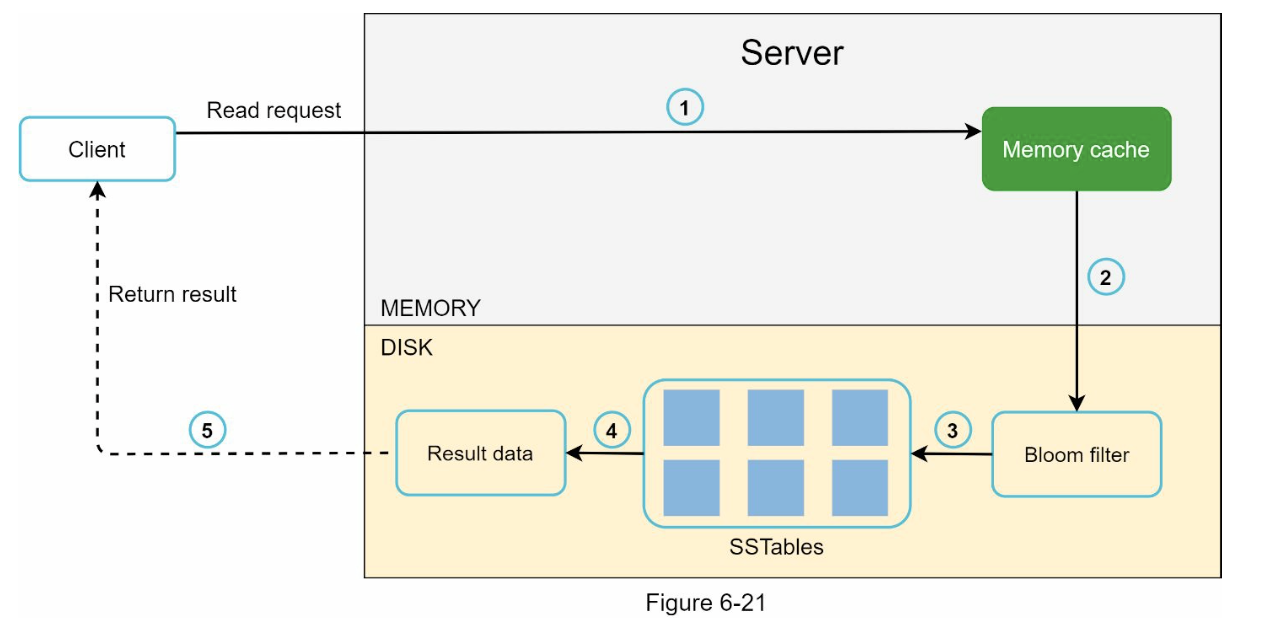 Server
Read request
1
Client
Memory cache
2
Return result
MEMORY
DISK
5
Result data
4
3
Bloom filter
SSTables
Figure 6-21